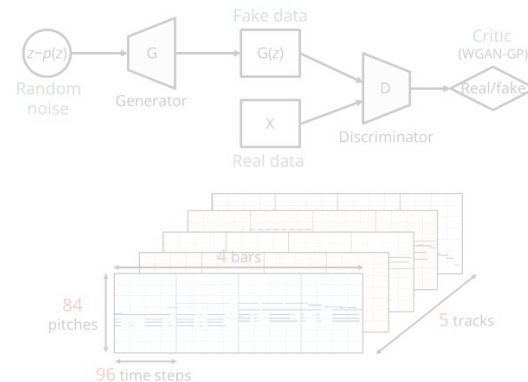 Fake data
Critic
(WGAN-GP)
z~p(z)
G
G(z)
D
Real/fake
Random
noise
Generator
X
Discriminator
Real data
4 bars
84
pitches
5 tracks
96 time steps